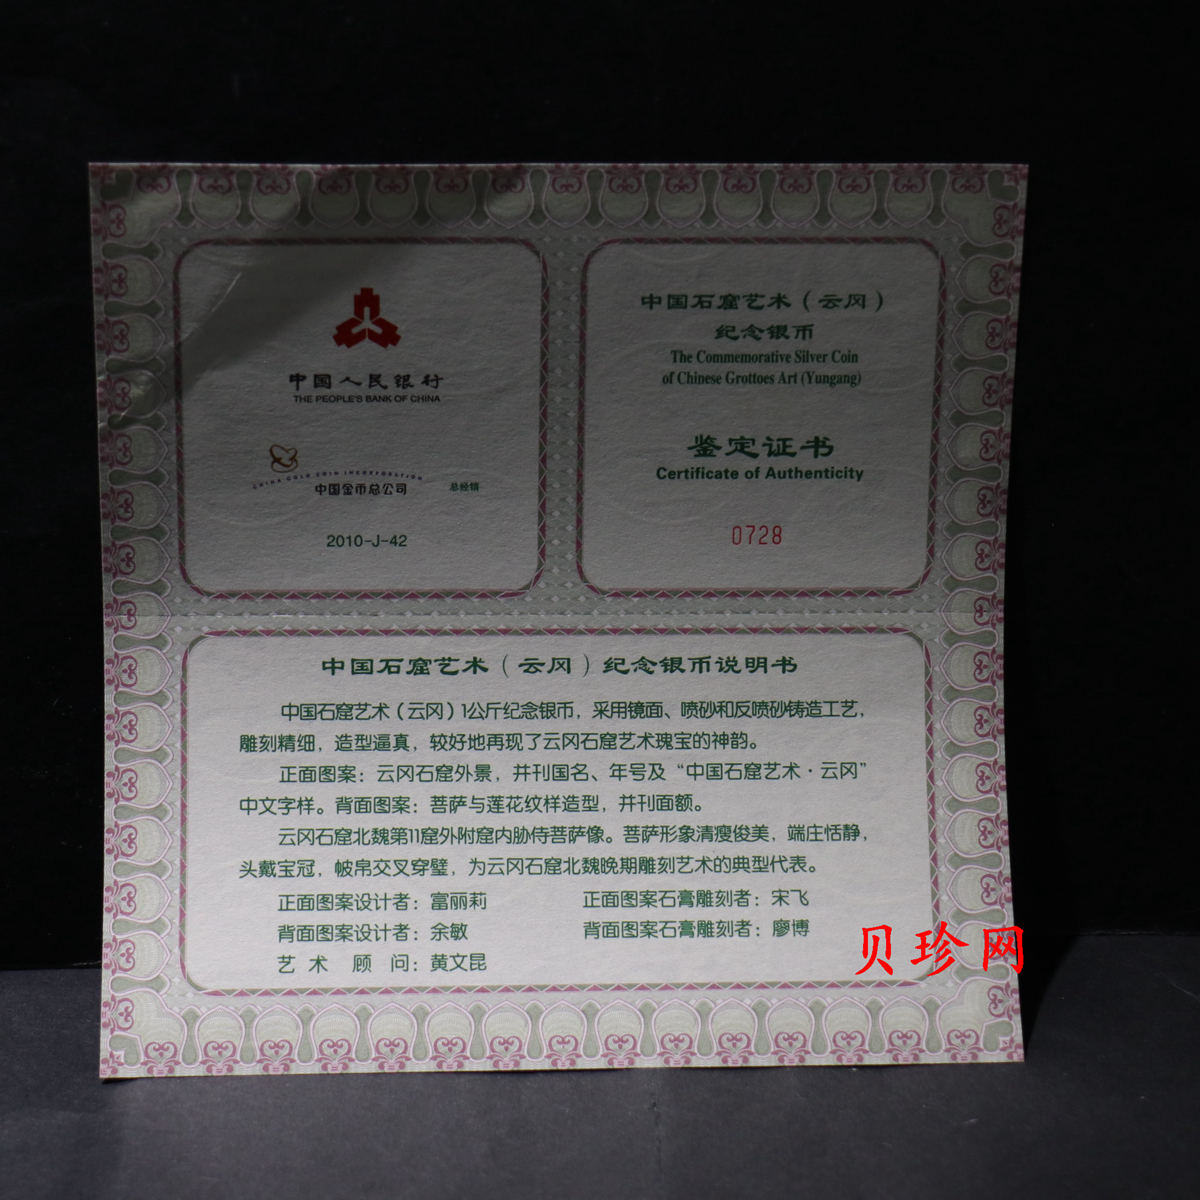 中国人民银行
THE PEOPLE'S BANK OF CHINA
CHINA GOLD COIN INCORPORATION
中国金币总公司 总经销
2010-J-42
中国石窟艺术（云冈）
纪念银币
The Commemorative Silver Coin
of Chinese Grottoes Art (Yungang)
鉴定证书
Certificate of Authenticity
0728
中国石窟艺术（云冈）纪念银币说明书
中国石窟艺术（云冈）1公斤纪念银币，采用镜面、喷砂和反喷砂铸造工艺，
雕刻精细，造型逼真，较好地再现了云冈石窟艺术瑰宝的神韵。
正面图案：云冈石窟外景，并刊国名、年号及“中国石窟艺术·云冈”
中文字样。背面图案：菩萨与莲花纹样造型，并刊面额。
云冈石窟北魏第11窟外附窟内胁侍菩萨像。菩萨形象清瘦俊美，端庄恬静，
头戴宝冠，帔帛交叉穿璧，为云冈石窟北魏晚期雕刻艺术的典型代表。
正面图案设计者：富丽莉 正面图案石膏雕刻者：宋飞
背面图案设计者：余敏 背面图案石膏雕刻者：廖博
艺术顾问：黄文昆
贝珍网